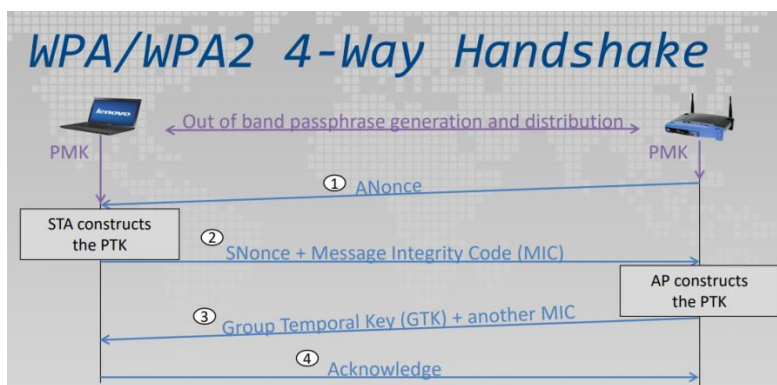 WPA/WPA2 4-Way Handshake
lenovo
Out of band passphrase generation and distribution
PMK
PMK
1 ANonce
STA constructs
the PTK
2 SNonce + Message Integrity Code (MIC)
AP constructs
the PTK
3 Group Temporal Key (GTK) + another MIC
4 Acknowledge